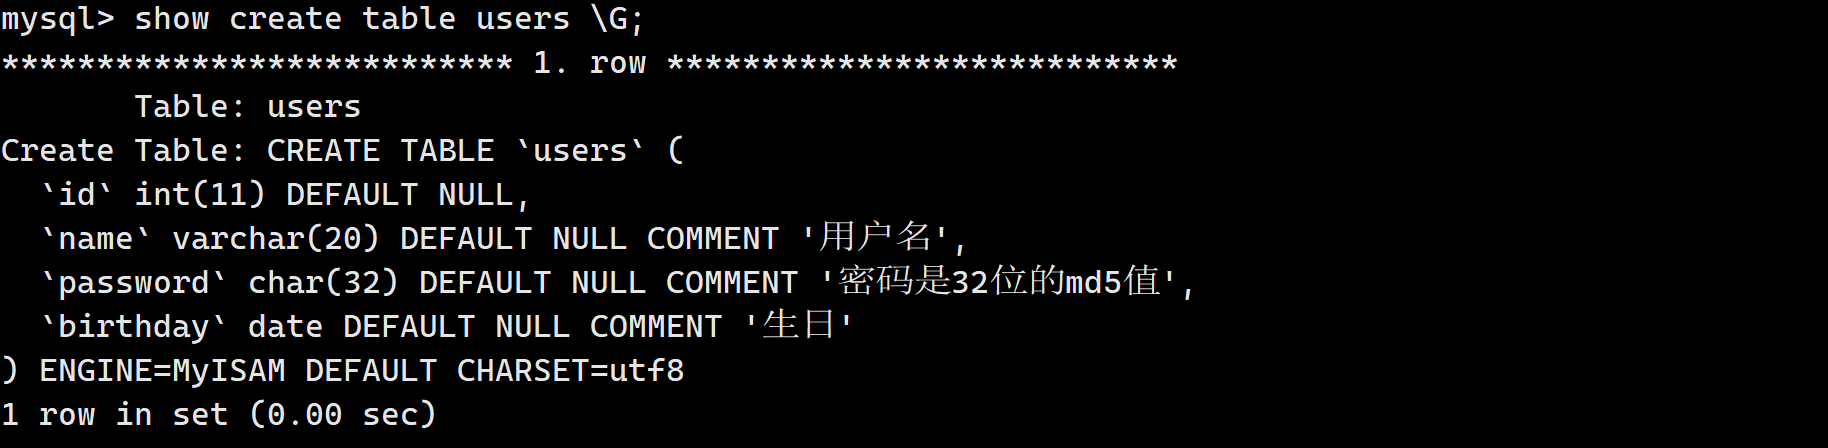 mysql> show create table users \G;
*************************** 1. row ***************************
       Table: users
Create Table: CREATE TABLE `users` (
  `id` int(11) DEFAULT NULL,
  `name` varchar(20) DEFAULT NULL COMMENT '用户名',
  `password` char(32) DEFAULT NULL COMMENT '密码是32位的md5值',
  `birthday` date DEFAULT NULL COMMENT '生日'
) ENGINE=MyISAM DEFAULT CHARSET=utf8
1 row in set (0.00 sec)